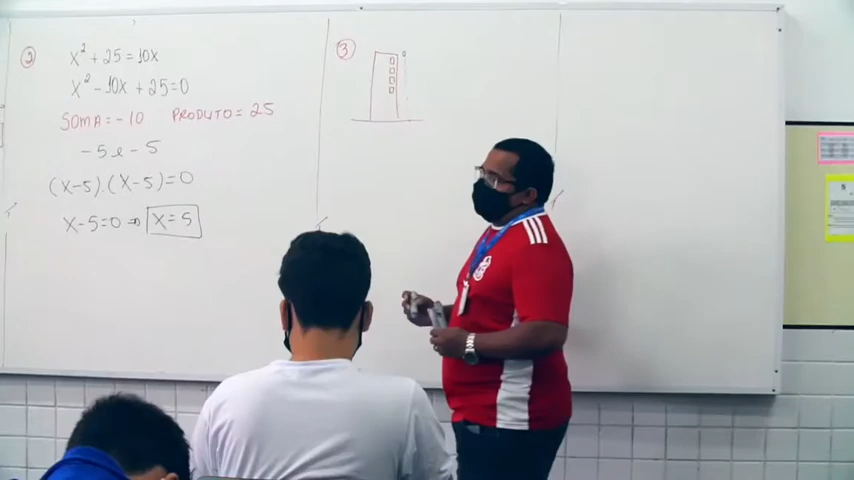 2
x² + 25 = 10x
x² - 10x + 25 = 0
SOMA = - 10 PRODUTO = 25
- 5 e - 5
(x-5).(x-5) = 0
x-5=0 ⇒ x = 5
3